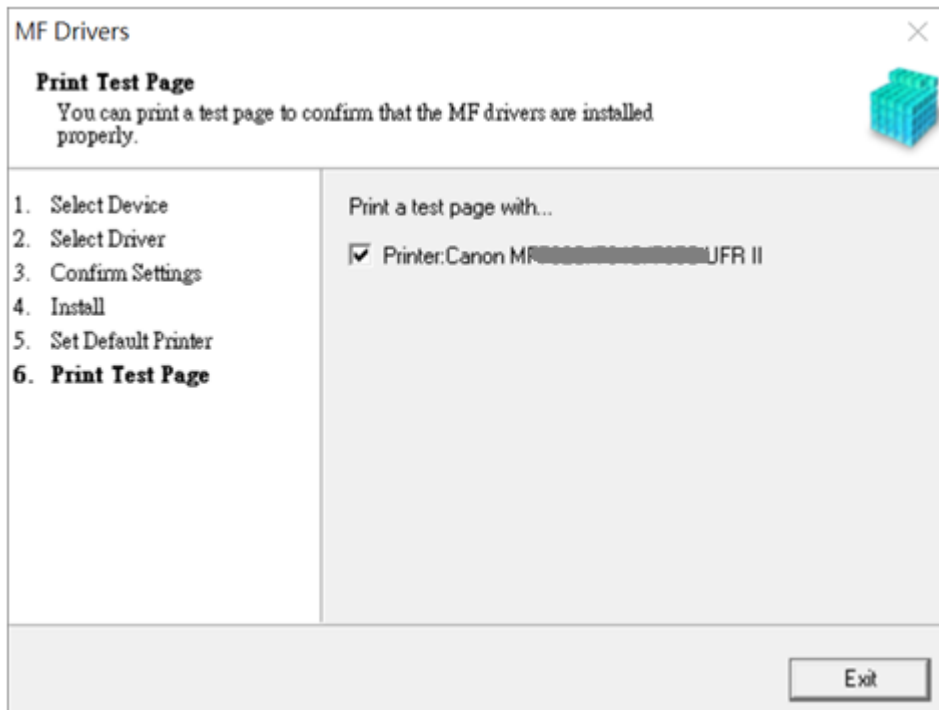 MF Drivers
Print Test Page
You can print a test page to confirm that the MF drivers are installed
properly.
1. Select Device
2. Select Driver
3. Confirm Settings
4. Install
5. Set Default Printer
6. Print Test Page
Print a test page with...
Printer:Canon UFR II
Exit